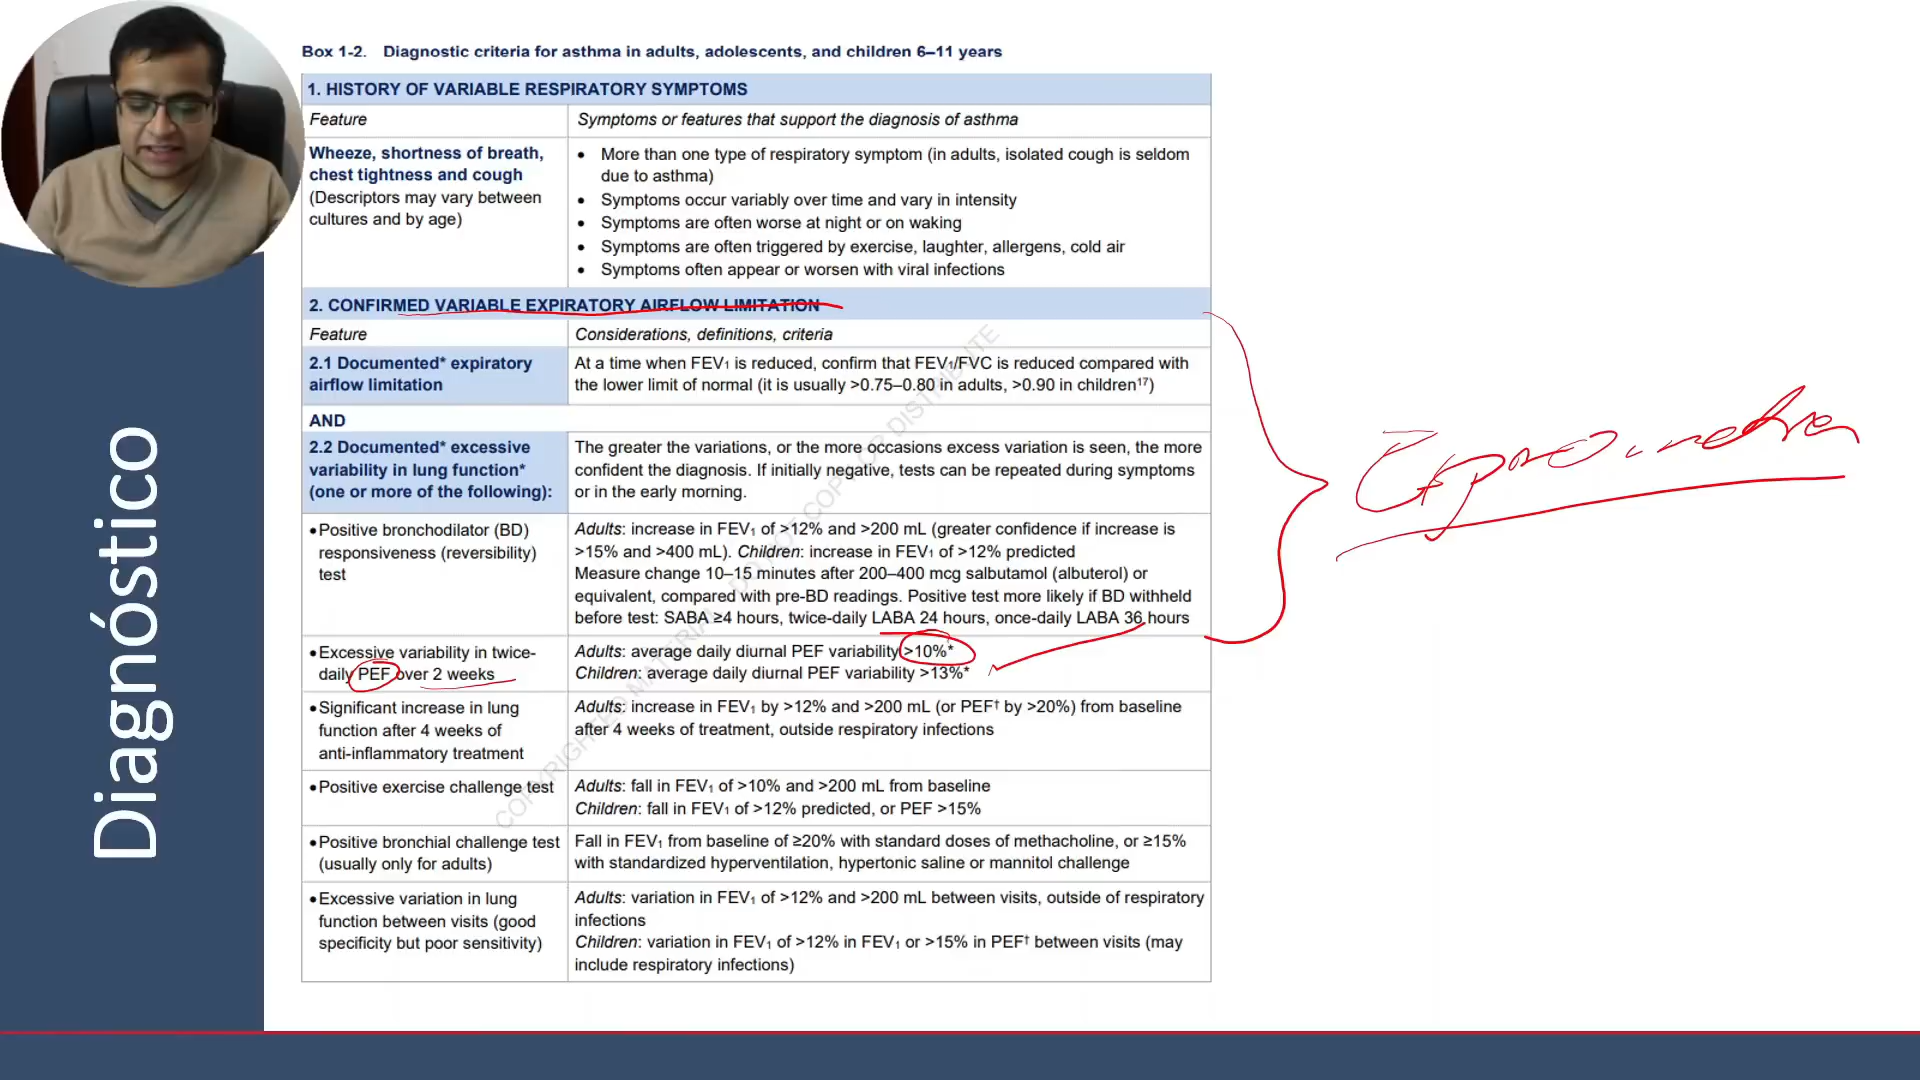 Box 1-2. Diagnostic criteria for asthma in adults, adolescents, and children 6–11 years
1. HISTORY OF VARIABLE RESPIRATORY SYMPTOMS
Feature
Symptoms or features that support the diagnosis of asthma
Wheeze, shortness of breath,
chest tightness and cough
(Descriptors may vary between
cultures and by age)
• More than one type of respiratory symptom (in adults, isolated cough is seldom
due to asthma)
• Symptoms occur variably over time and vary in intensity
• Symptoms are often worse at night or on waking
• Symptoms are often triggered by exercise, laughter, allergens, cold air
• Symptoms often appear or worsen with viral infections
2. CONFIRMED VARIABLE EXPIRATORY AIRFLOW LIMITATION
Feature
Considerations, definitions, criteria
2.1 Documented* expiratory
airflow limitation
At a time when FEV₁ is reduced, confirm that FEV₁/FVC is reduced compared with
the lower limit of normal (it is usually >0.75–0.80 in adults, >0.90 in children¹⁷)
AND
2.2 Documented* excessive
variability in lung function*
(one or more of the following):
The greater the variations, or the more occasions excess variation is seen, the more
confident the diagnosis. If initially negative, tests can be repeated during symptoms
or in the early morning.
• Positive bronchodilator (BD)
responsiveness (reversibility)
test
Adults: increase in FEV₁ of >12% and >200 mL (greater confidence if increase is
>15% and >400 mL). Children: increase in FEV₁ of >12% predicted
Measure change 10–15 minutes after 200–400 mcg salbutamol (albuterol) or
equivalent, compared with pre-BD readings. Positive test more likely if BD withheld
before test: SABA ≥4 hours, twice-daily LABA 24 hours, once-daily LABA 36 hours
• Excessive variability in twice-
daily PEF over 2 weeks
Adults: average daily diurnal PEF variability >10%*
Children: average daily diurnal PEF variability >13%*
• Significant increase in lung
function after 4 weeks of
anti-inflammatory treatment
Adults: increase in FEV₁ by >12% and >200 mL (or PEF† by >20%) from baseline
after 4 weeks of treatment, outside respiratory infections
• Positive exercise challenge test
Adults: fall in FEV₁ of >10% and >200 mL from baseline
Children: fall in FEV₁ of >12% predicted, or PEF >15%
• Positive bronchial challenge test
(usually only for adults)
Fall in FEV₁ from baseline of ≥20% with standard doses of methacholine, or ≥15%
with standardized hyperventilation, hypertonic saline or mannitol challenge
• Excessive variation in lung
function between visits (good
specificity but poor sensitivity)
Adults: variation in FEV₁ of >12% and >200 mL between visits, outside of respiratory
infections
Children: variation in FEV₁ of >12% in FEV₁ or >15% in PEF† between visits (may
include respiratory infections)
COPYRIGHTED MATERIAL - DO NOT COPY OR DISTRIBUTE
Diagnóstico